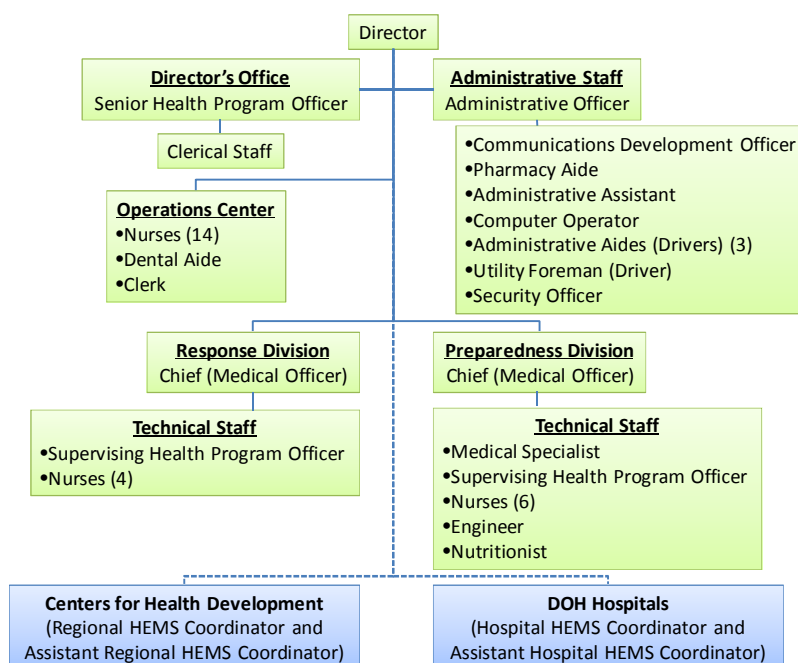 Director
Director's Office
Senior Health Program Officer
Administrative Staff
Administrative Officer
Clerical Staff
•Communications Development Officer
•Pharmacy Aide
•Administrative Assistant
•Computer Operator
•Administrative Aides (Drivers) (3)
•Utility Foreman (Driver)
•Security Officer
Operations Center
•Nurses (14)
•Dental Aide
•Clerk
Response Division
Chief (Medical Officer)
Preparedness Division
Chief (Medical Officer)
Technical Staff
•Supervising Health Program Officer
•Nurses (4)
Technical Staff
•Medical Specialist
•Supervising Health Program Officer
•Nurses (6)
•Engineer
•Nutritionist
Centers for Health Development
(Regional HEMS Coordinator and
Assistant Regional HEMS Coordinator)
DOH Hospitals
(Hospital HEMS Coordinator and
Assistant Hospital HEMS Coordinator)